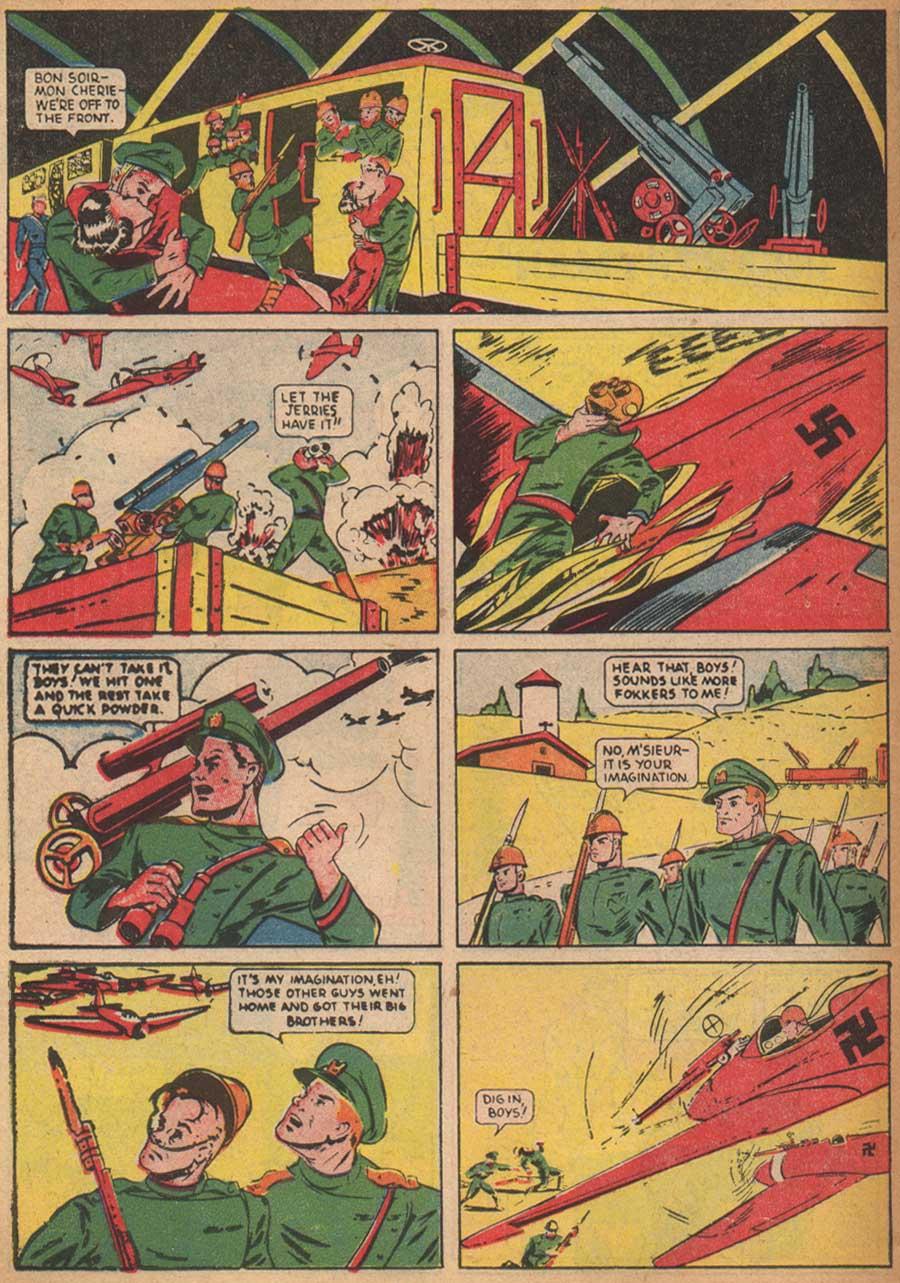 BON SOIR-
MON CHERIE-
WE'RE OFF TO
THE FRONT.
LET THE
JERRIES
HAVE IT"
THEY CAN'T TAKE IT,
BOYS! WE HIT ONE
AND THE REST TAKE
A QUICK POWDER.
HEAR THAT, BOYS!
SOUNDS LIKE MORE
FOKKERS TO ME!
NO, M'SIEUR-
IT IS YOUR
IMAGINATION.
IT'S MY IMAGINATION, EH!
THOSE OTHER GUYS WENT
HOME AND GOT THEIR BIG
BROTHERS!
DIG IN,
BOYS!